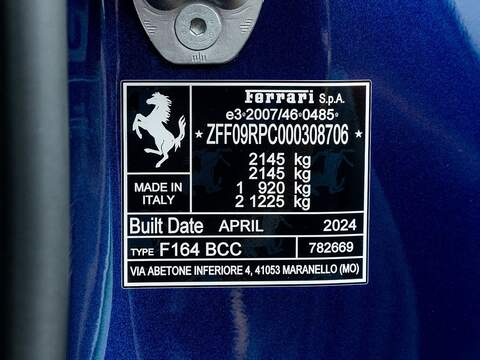 Ferrari S.p.A.
e3*2007/46*0485*
*ZFF09RPC000308706*
2145 kg
2145 kg
1 920 kg
2 1225 kg
MADE IN
ITALY
Built Date APRIL 2024
TYPE F164 BCC 782669
VIA ABETONE INFERIORE 4, 41053 MARANELLO (MO)